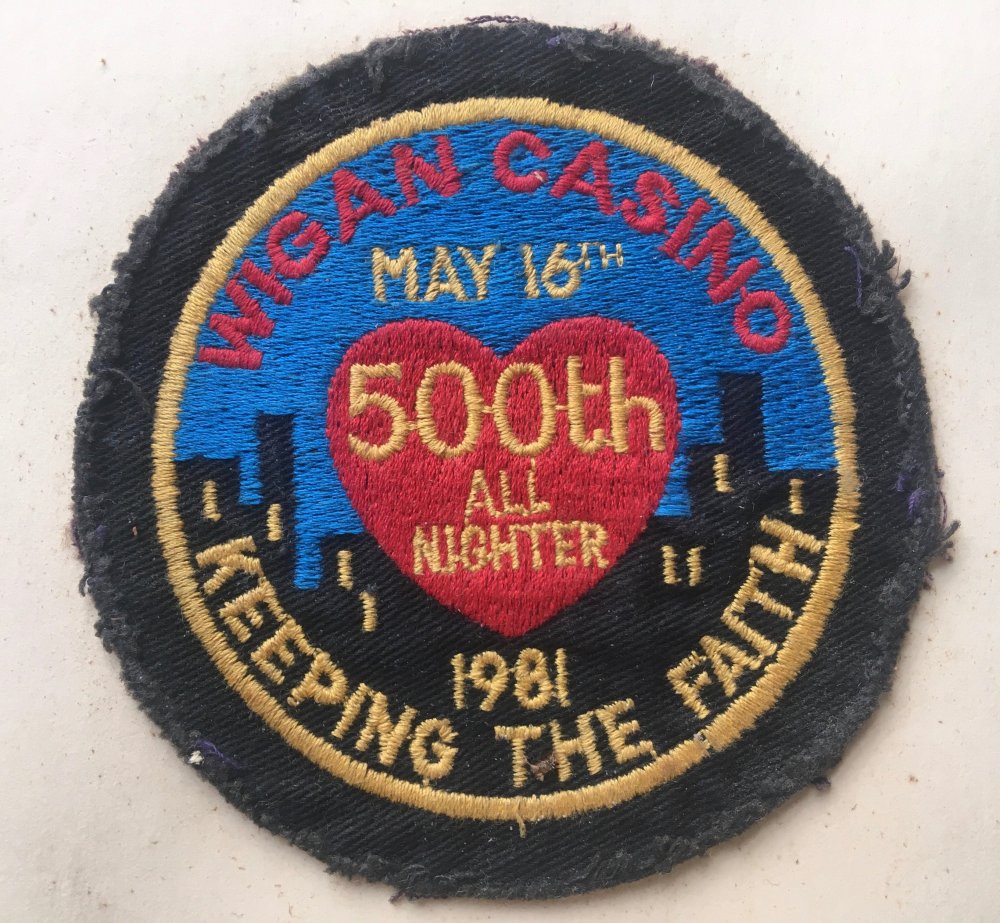 WIGAN CASINO
MAY 16TH
500th
ALL
NIGHTER
1981
KEEPING THE FAITH